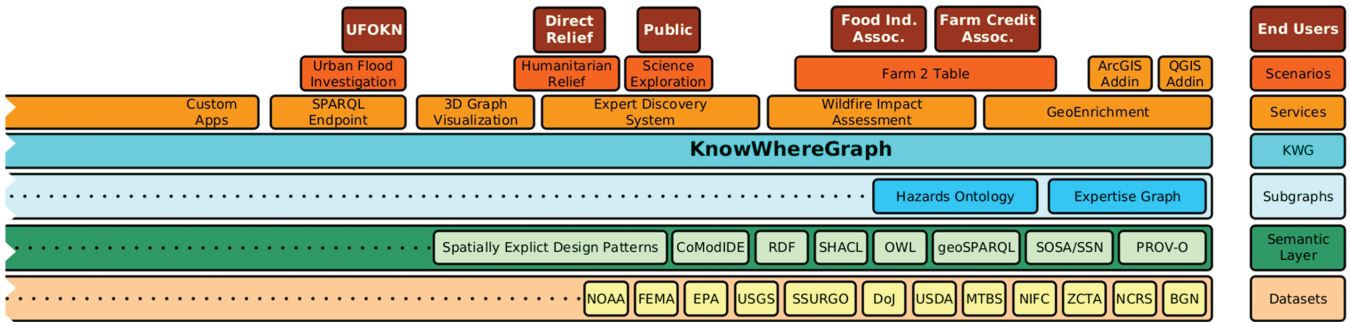 UFOKN
Direct
Relief
Public
Food Ind.
Assoc.
Farm Credit
Assoc.
End Users
Urban Flood
Investigation
Humanitarian
Relief
Science
Exploration
Farm 2 Table
ArcGIS
Addin
QGIS
Addin
Scenarios
Custom
Apps
SPARQL
Endpoint
3D Graph
Visualization
Expert Discovery
System
Wildfire Impact
Assessment
GeoEnrichment
Services
KnowWhereGraph
KWG
Hazards Ontology
Expertise Graph
Subgraphs
Spatially Explict Design Patterns
CoModIDE
RDF
SHACL
OWL
geoSPARQL
SOSA/SSN
PROV-O
Semantic
Layer
NOAA
FEMA
EPA
USGS
SSURGO
DoJ
USDA
MTBS
NIFC
ZCTA
NCRS
BGN
Datasets